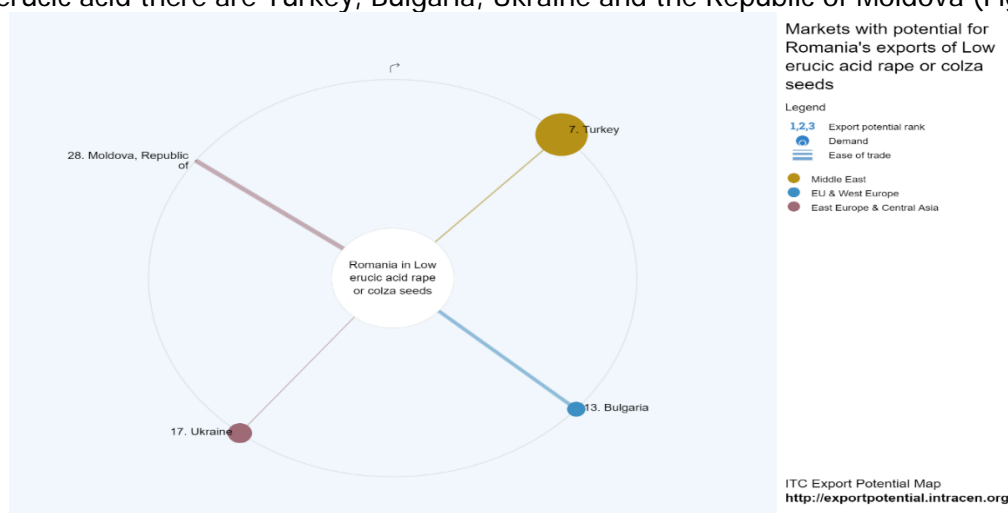 erucic acid there are Turkey, Bulgaria, Ukraine and the Republic of Moldova (Fig
Markets with potential for
Romania's exports of Low
erucic acid rape or colza
seeds
Legend
1,2,3 Export potential rank
Demand
Ease of trade
Middle East
EU & West Europe
East Europe & Central Asia
7. Turkey
28. Moldova, Republic
of
Romania in Low
erucic acid rape
or colza seeds
13. Bulgaria
17. Ukraine
ITC Export Potential Map
http://exportpotential.intracen.org